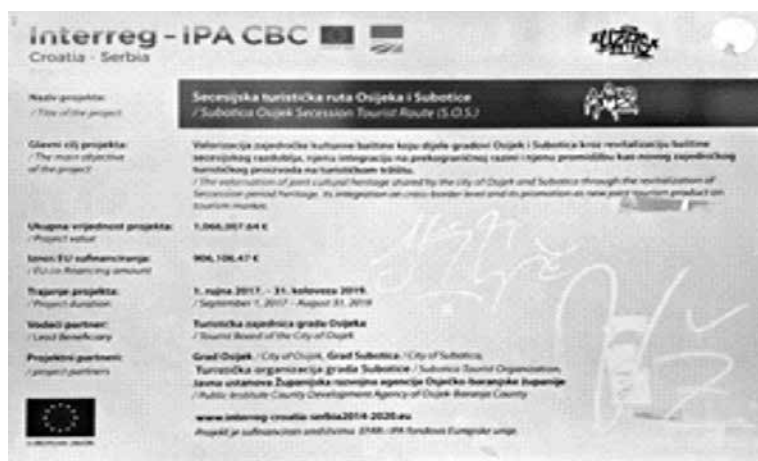 Interreg - IPA CBC
Croatia - Serbia
Naziv projekta: Secesijska turistička ruta Osijeka i Subotice
/ Title of the project / Subotica Osijek Secession Tourist Route (S.O.S.)
Glavni cilj projekta: Valorizacija zajedničke kulturne baštine koju dijele gradovi Osijek i Subotica kroz revitalizaciju baštine
/ The main objective secesijskog razdoblja, njenu integraciju na prekograničnoj razini i njenu promidžbu kao novog zajedničkog
of the project turističkog proizvoda na turističkom tržištu.
/ The valorisation of joint cultural heritage shared by the city of Osijek and Subotica through the revitalization of
Secession period heritage, its integration on cross-border level and its promotion as new joint tourism product on
tourism market.
Ukupna vrijednost projekta: 1.066.007.64 €
/ Project value
Iznos EU sufinanciranja: 906,106.47 €
/ EU co-financing amount
Trajanje projekta: 1. rujna 2017. - 31. kolovoza 2019.
/ Project duration / September 1, 2017 - August 31, 2019
Vodeći partner: Turistička zajednica grada Osijeka
/ Lead Beneficiary / Tourist Board of the City of Osijek
Projektni partneri: Grad Osijek / City of Osijek, Grad Subotica / City of Subotica,
/ project partners Turistička organizacija grada Subotice / Subotica Tourist Organization,
Javna ustanova Županijska razvojna agencija Osječko-baranjske županije
/ Public Institute County Development Agency of Osijek Baranja County
www.interreg-croatia-serbia2014-2020.eu
EUROPEAN UNION Projekt je sufinanciran sredstvima EFRR i IPA fondova Europske unije.